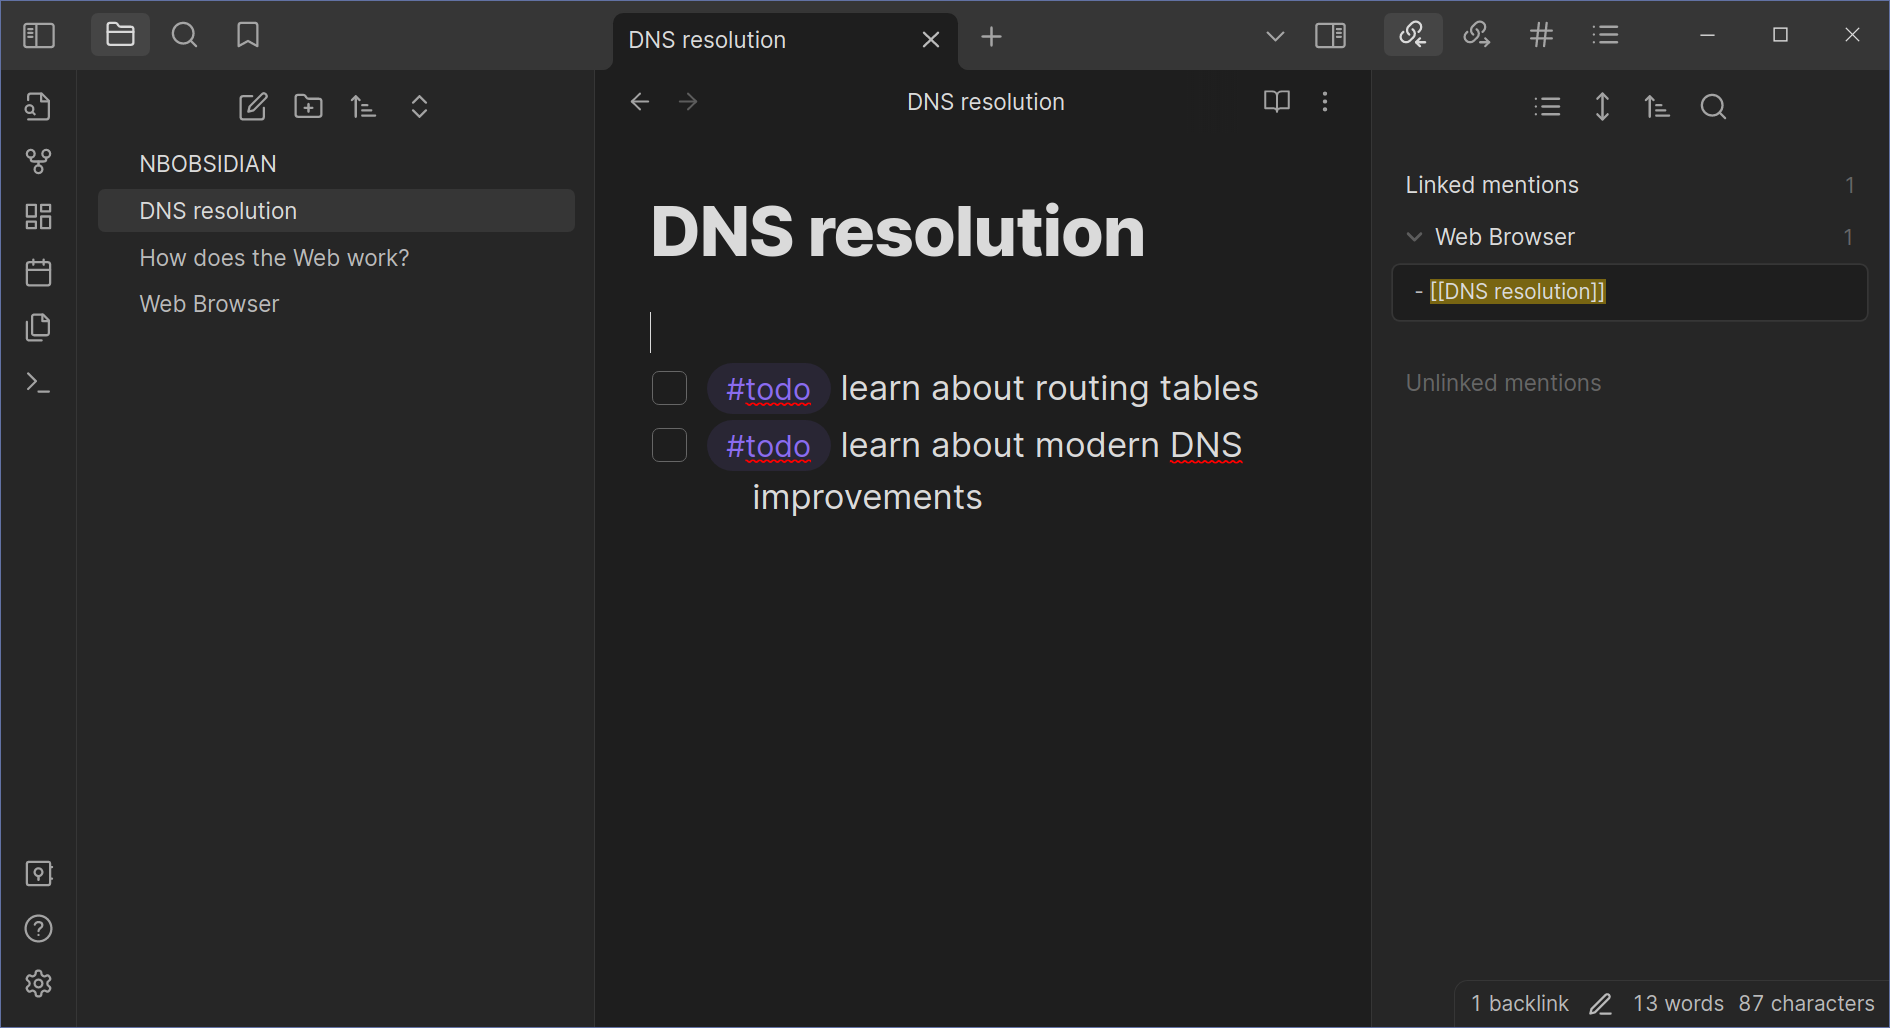 DNS resolution
NBOBSIDIAN
DNS resolution
How does the Web work?
Web Browser
DNS resolution
DNS resolution
#todo learn about routing tables
#todo learn about modern DNS
improvements
Linked mentions 1
Web Browser 1
- [[DNS resolution]]
Unlinked mentions
1 backlink 13 words 87 characters